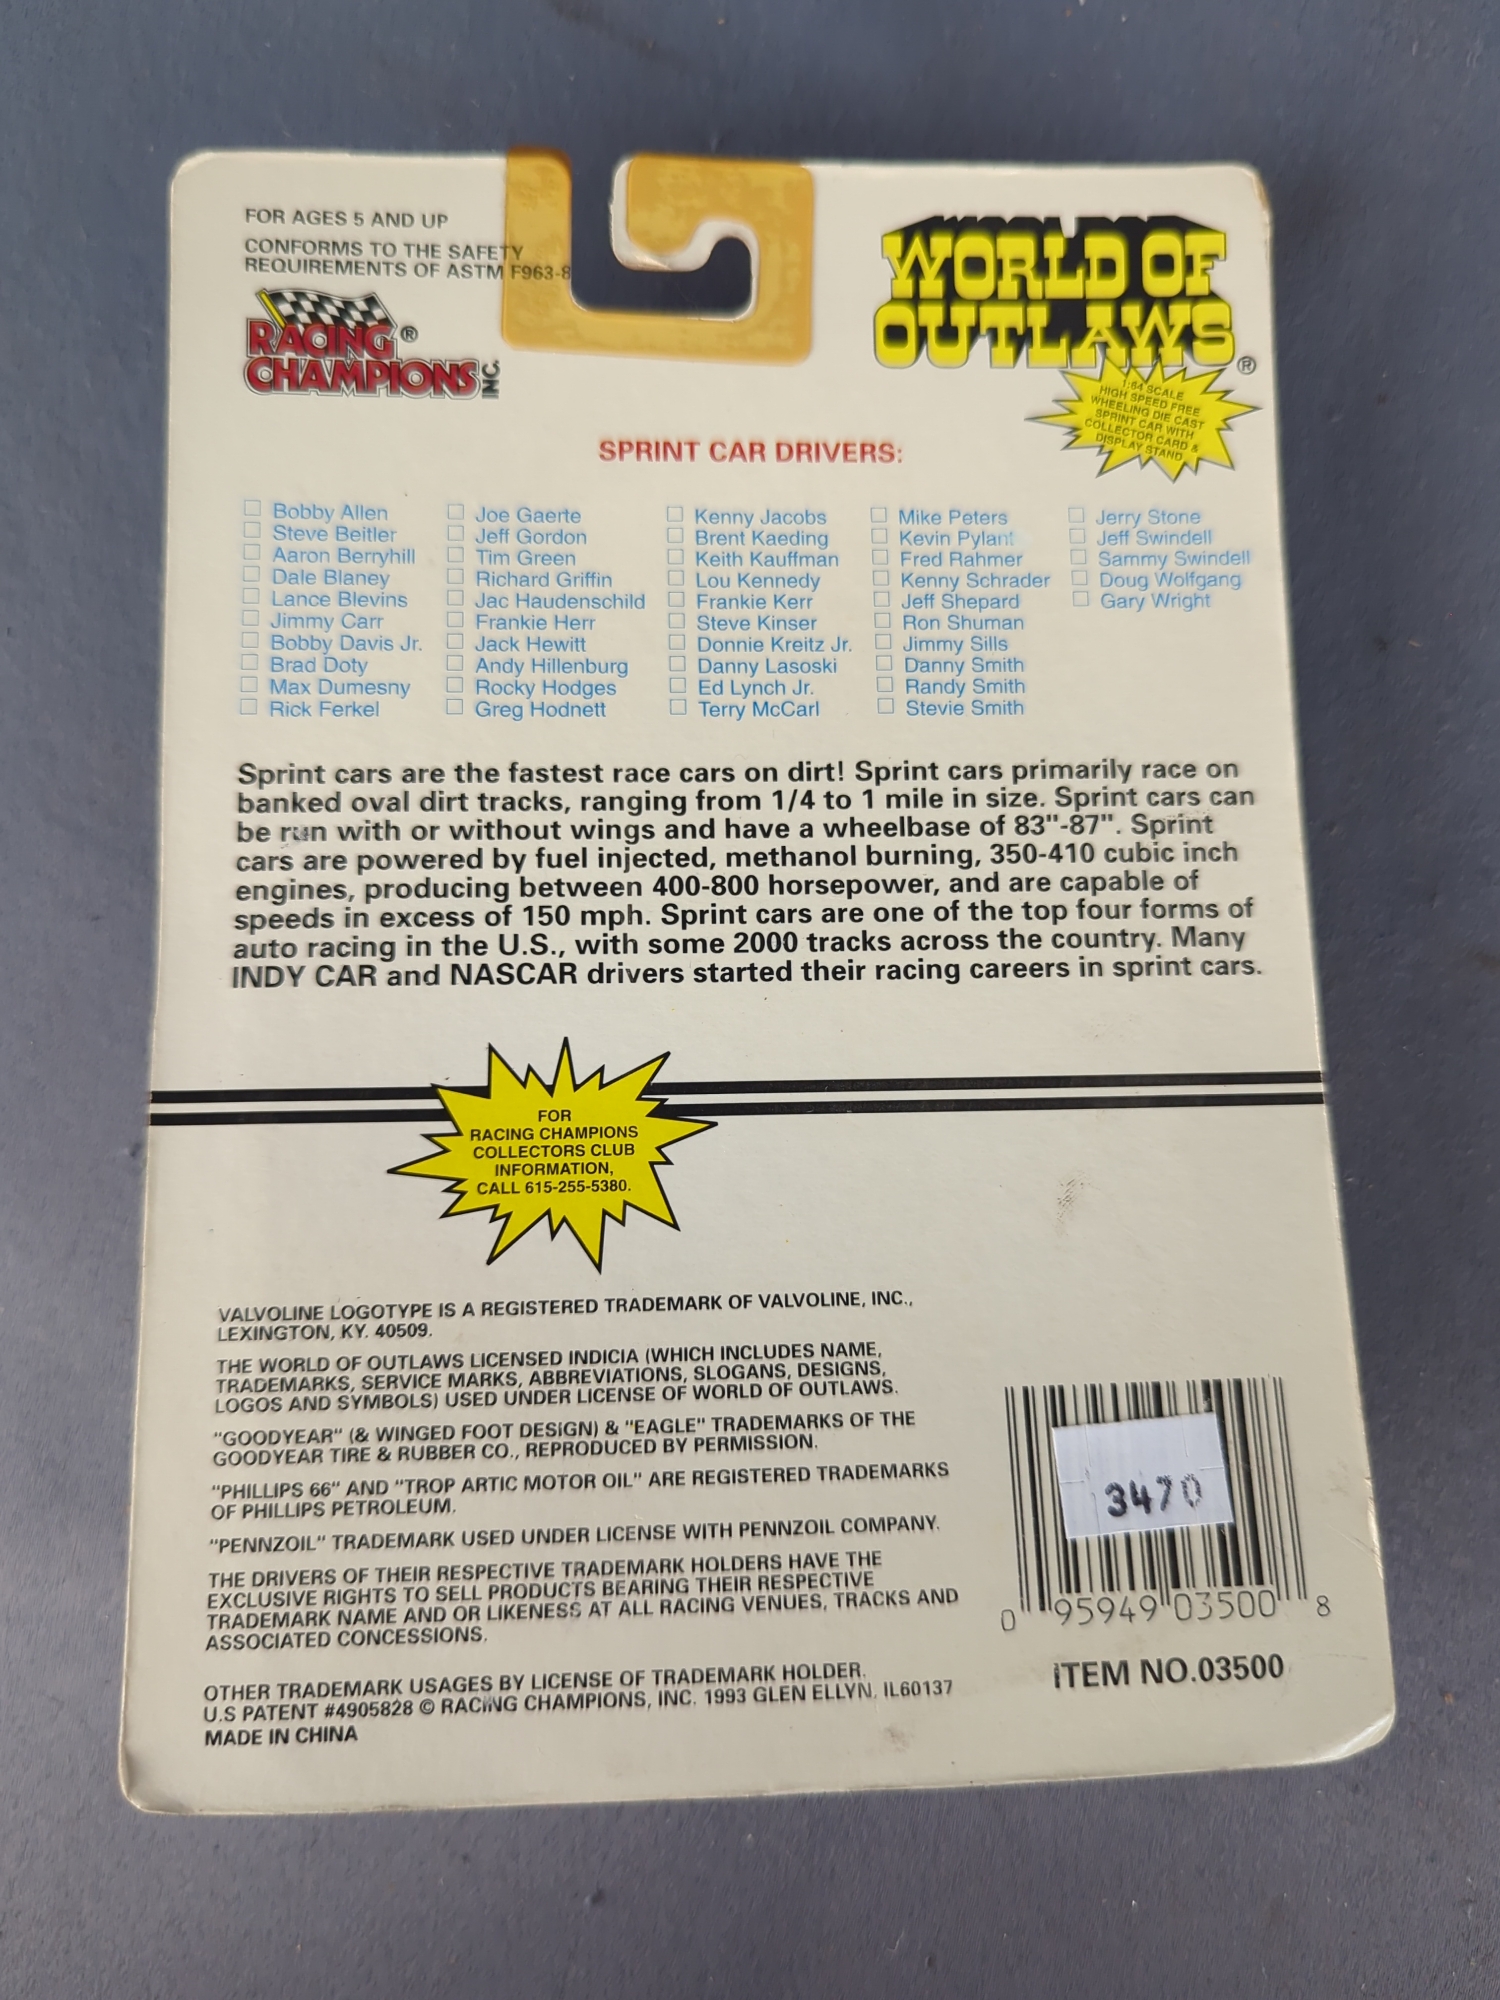 FOR AGES 5 AND UP
CONFORMS TO THE SAFETY
REQUIREMENTS OF ASTM F963-8
RACING ®
CHAMPIONS INC.
WORLD OF
OUTLAWS®
1:64 SCALE
HIGH SPEED FREE
WHEELING DIE CAST
SPRINT CAR WITH
COLLECTOR CARD &
DISPLAY STAND
SPRINT CAR DRIVERS:
Bobby Allen
Steve Beitler
Aaron Berryhill
Dale Blaney
Lance Blevins
Jimmy Carr
Bobby Davis Jr.
Brad Doty
Max Dumesny
Rick Ferkel
Joe Gaerte
Jeff Gordon
Tim Green
Richard Griffin
Jac Haudenschild
Frankie Herr
Jack Hewitt
Andy Hillenburg
Rocky Hodges
Greg Hodnett
Kenny Jacobs
Brent Kaeding
Keith Kauffman
Lou Kennedy
Frankie Kerr
Steve Kinser
Donnie Kreitz Jr.
Danny Lasoski
Ed Lynch Jr.
Terry McCarl
Mike Peters
Kevin Pylant
Fred Rahmer
Kenny Schrader
Jeff Shepard
Ron Shuman
Jimmy Sills
Danny Smith
Randy Smith
Stevie Smith
Jerry Stone
Jeff Swindell
Sammy Swindell
Doug Wolfgang
Gary Wright
Sprint cars are the fastest race cars on dirt! Sprint cars primarily race on
banked oval dirt tracks, ranging from 1/4 to 1 mile in size. Sprint cars can
be run with or without wings and have a wheelbase of 83"-87". Sprint
cars are powered by fuel injected, methanol burning, 350-410 cubic inch
engines, producing between 400-800 horsepower, and are capable of
speeds in excess of 150 mph. Sprint cars are one of the top four forms of
auto racing in the U.S., with some 2000 tracks across the country. Many
INDY CAR and NASCAR drivers started their racing careers in sprint cars.
FOR
RACING CHAMPIONS
COLLECTORS CLUB
INFORMATION,
CALL 615-255-5380.
VALVOLINE LOGOTYPE IS A REGISTERED TRADEMARK OF VALVOLINE, INC.,
LEXINGTON, KY. 40509.
THE WORLD OF OUTLAWS LICENSED INDICIA (WHICH INCLUDES NAME,
TRADEMARKS, SERVICE MARKS, ABBREVIATIONS, SLOGANS, DESIGNS,
LOGOS AND SYMBOLS) USED UNDER LICENSE OF WORLD OF OUTLAWS.
"GOODYEAR" (& WINGED FOOT DESIGN) & "EAGLE" TRADEMARKS OF THE
GOODYEAR TIRE & RUBBER CO., REPRODUCED BY PERMISSION.
"PHILLIPS 66" AND "TROP ARTIC MOTOR OIL" ARE REGISTERED TRADEMARKS
OF PHILLIPS PETROLEUM.
"PENNZOIL" TRADEMARK USED UNDER LICENSE WITH PENNZOIL COMPANY.
THE DRIVERS OF THEIR RESPECTIVE TRADEMARK HOLDERS HAVE THE
EXCLUSIVE RIGHTS TO SELL PRODUCTS BEARING THEIR RESPECTIVE
TRADEMARK NAME AND OR LIKENESS AT ALL RACING VENUES, TRACKS AND
ASSOCIATED CONCESSIONS.
OTHER TRADEMARK USAGES BY LICENSE OF TRADEMARK HOLDER.
U.S PATENT #4905828 © RACING CHAMPIONS, INC. 1993 GLEN ELLYN, IL60137
MADE IN CHINA
3470
0 95949 03500 8
ITEM NO.03500